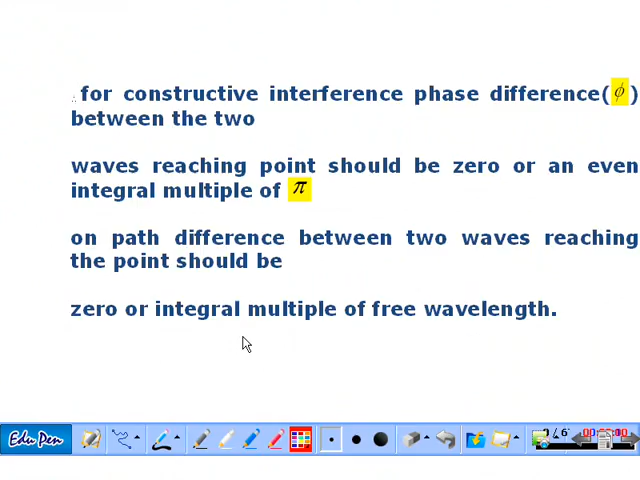 ∴ for constructive interference phase difference(ϕ)
between the two
waves reaching point should be zero or an even
integral multiple of π
on path difference between two waves reaching
the point should be
zero or integral multiple of free wavelength.
Edu Pen